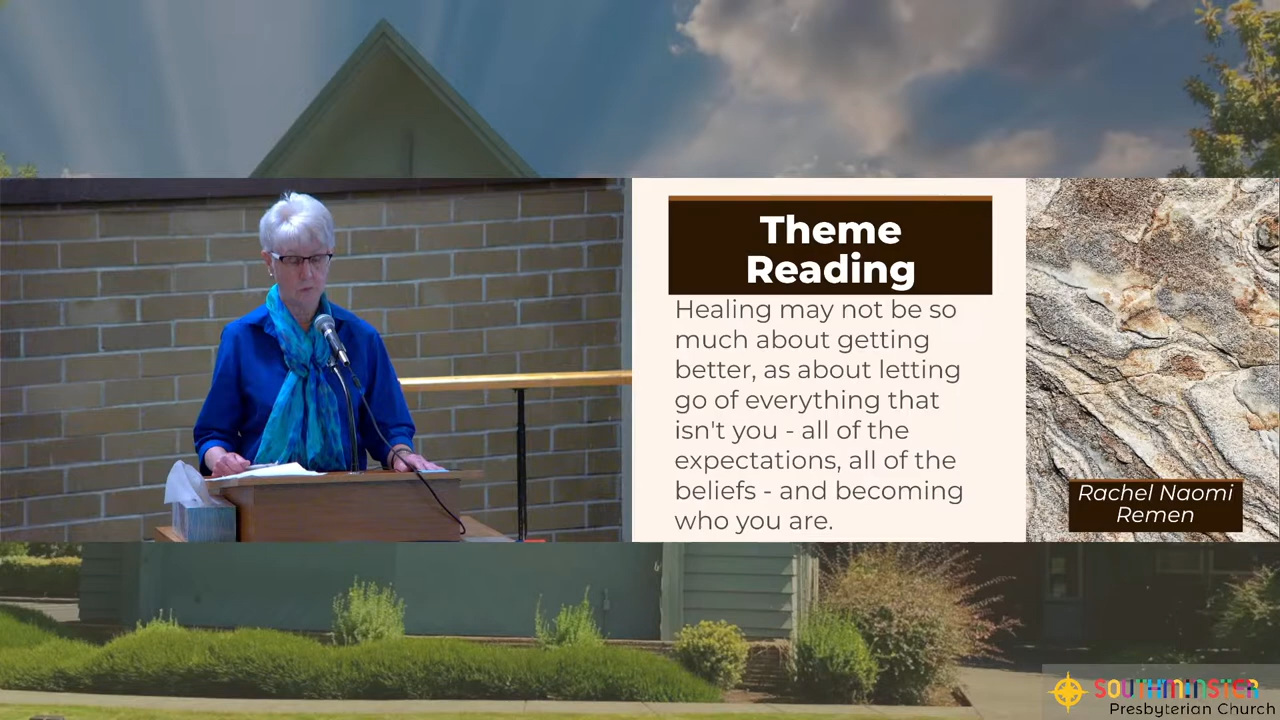 Theme
Reading
Healing may not be so
much about getting
better, as about letting
go of everything that
isn't you - all of the
expectations, all of the
beliefs - and becoming
who you are.
Rachel Naomi
Remen
SOUTHMINSTER
Presbyterian Church